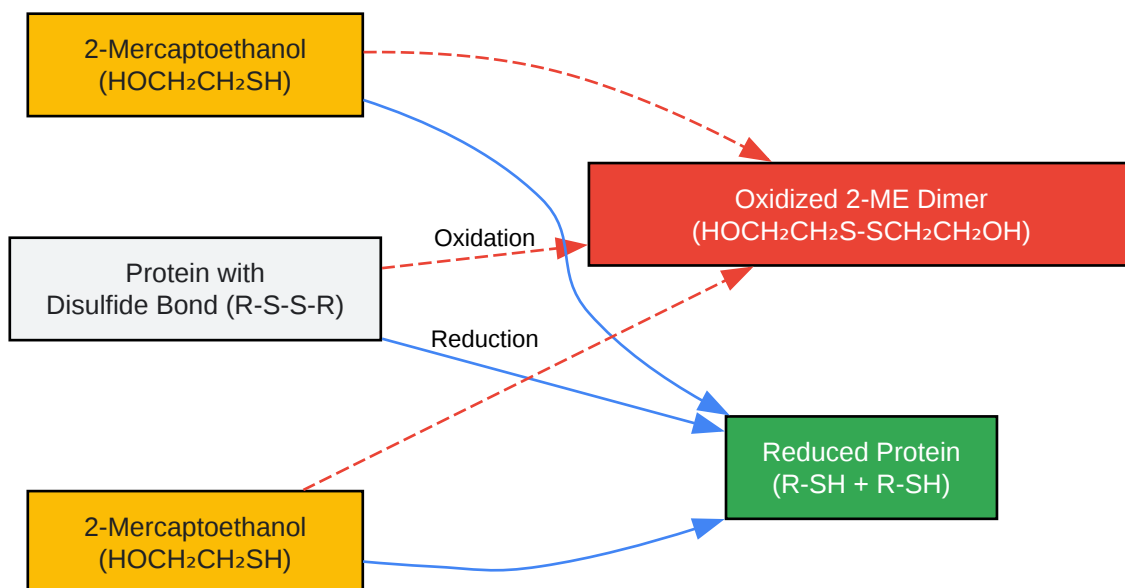 2-Mercaptoethanol
(HOCH₂CH₂SH)
Oxidized 2-ME Dimer
(HOCH₂CH₂S-SCH₂CH₂OH)
Oxidation
Protein with
Disulfide Bond (R-S-S-R)
Reduction
Reduced Protein
(R-SH + R-SH)
2-Mercaptoethanol
(HOCH₂CH₂SH)